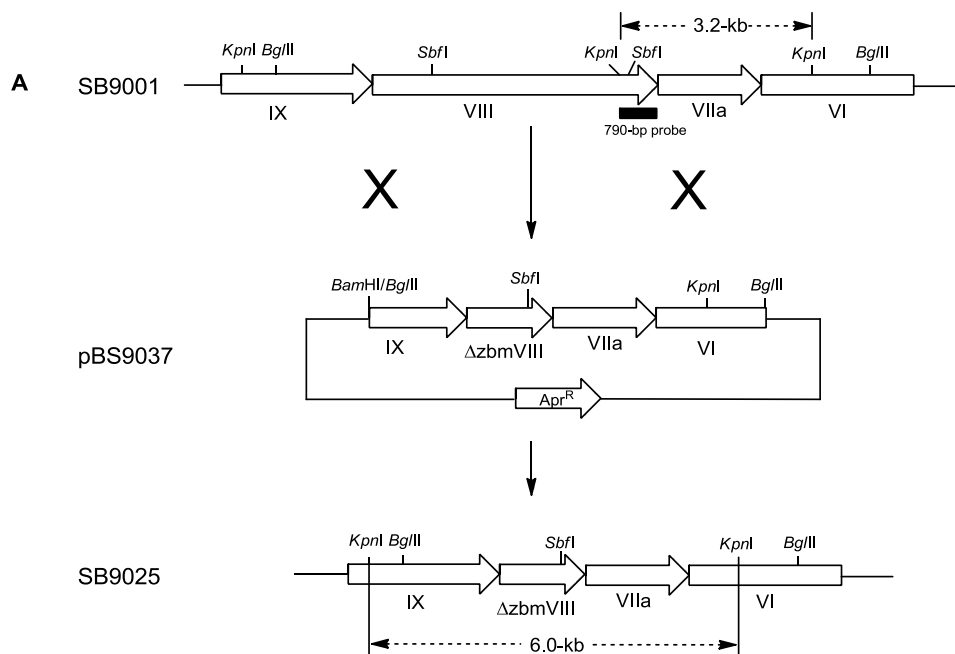 3.2-kb
KpnI BglII SbfI KpnI SbfI KpnI BglII
A SB9001
IX VIII VIIa VI
790-bp probe
X X
BamHI/BglII SbfI KpnI BglII
IX ΔzbmVIII VIIa VI
pBS9037
Apr^R
KpnI BglII SbfI KpnI BglII
SB9025
IX ΔzbmVIII VIIa VI
6.0-kb